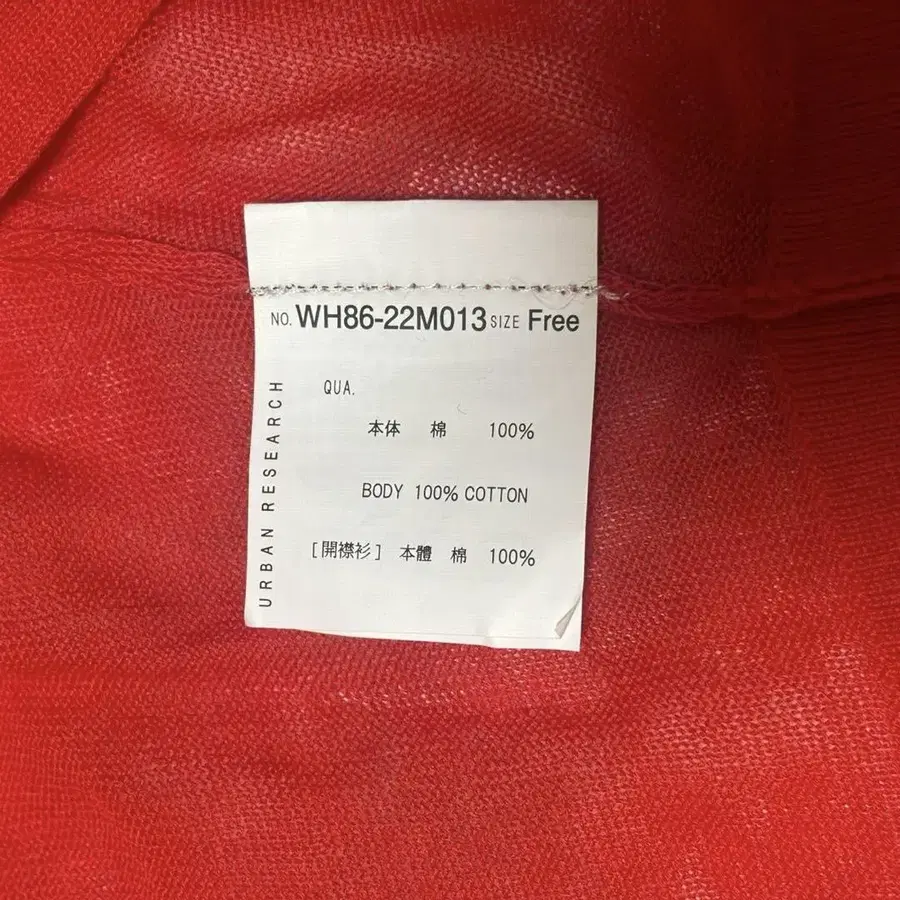 NO. WH86-22M013 SIZE Free
QUA.
本体 棉 100%
BODY 100% COTTON
[開襟衫] 本體 棉 100%
URBAN RESEARCH